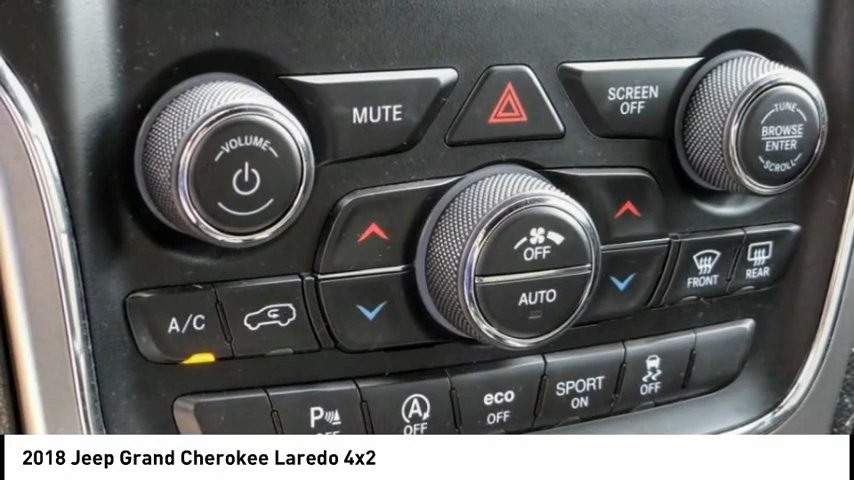 VOLUME
MUTE
SCREEN
OFF
TUNE
BROWSE
ENTER
SCROLL
OFF
AUTO
FRONT
REAR
A/C
P
OFF
A
OFF
eco
OFF
SPORT
ON
OFF
2018 Jeep Grand Cherokee Laredo 4x2